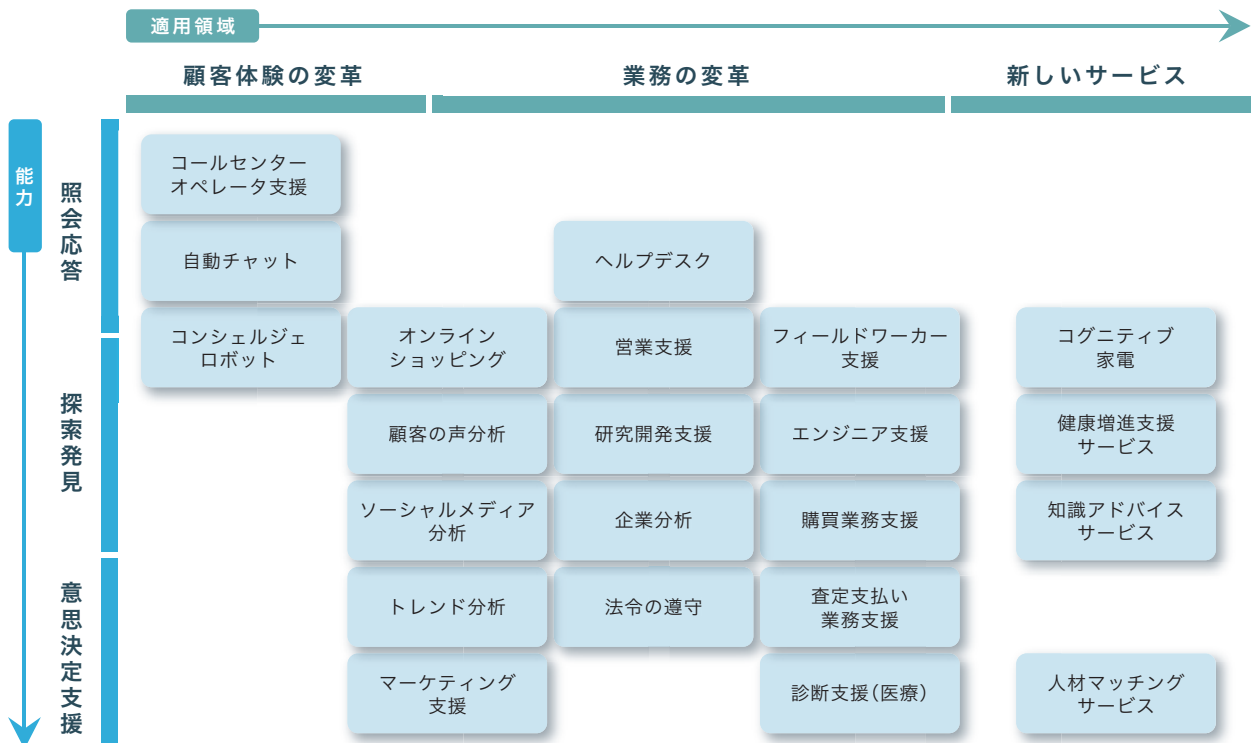 適用領域
顧客体験の変革
業務の変革
新しいサービス
能力
照会応答
コールセンター
オペレータ支援
自動チャット
ヘルプデスク
コンシェルジェ
ロボット
オンライン
ショッピング
営業支援
フィールドワーカー
支援
コグニティブ
家電
探索発見
顧客の声分析
研究開発支援
エンジニア支援
健康増進支援
サービス
ソーシャルメディア
分析
企業分析
購買業務支援
知識アドバイス
サービス
意思決定支援
トレンド分析
法令の遵守
査定支払い
業務支援
マーケティング
支援
診断支援(医療)
人材マッチング
サービス